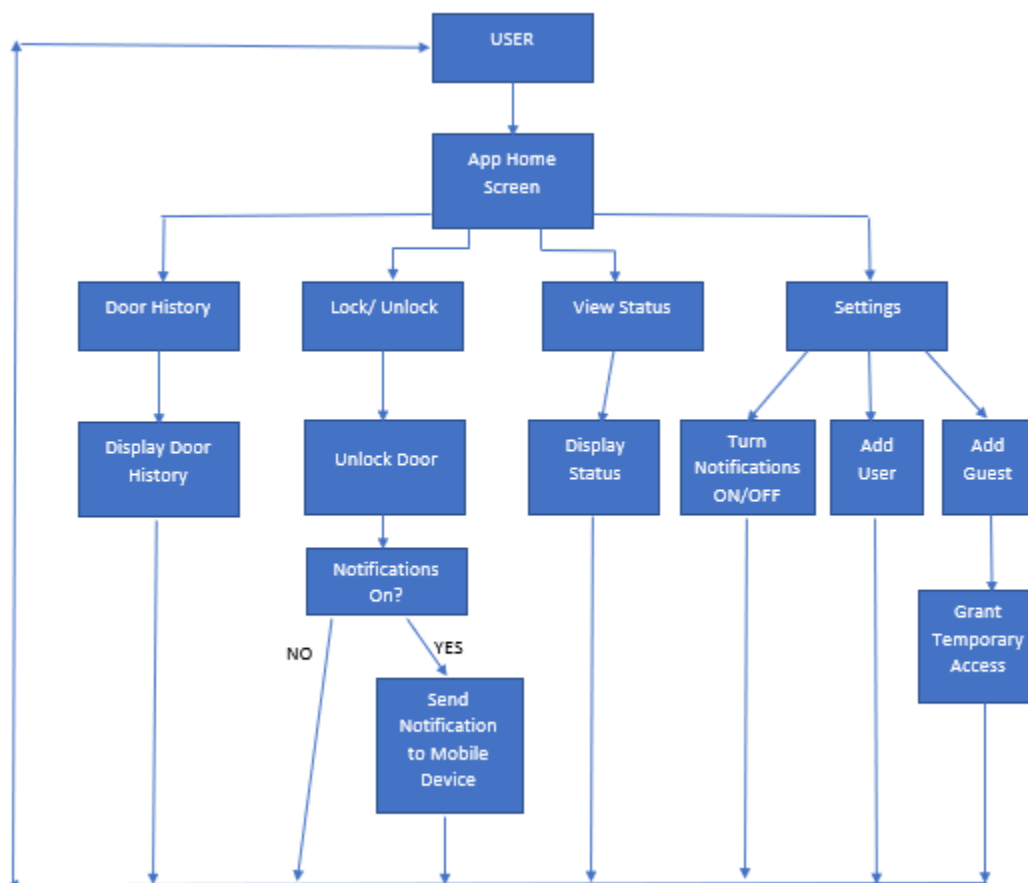 USER
App Home
Screen
Door History
Lock/ Unlock
View Status
Settings
Display Door
History
Unlock Door
Display
Status
Turn
Notifications
ON/OFF
Add
User
Add
Guest
Notifications
On?
NO
YES
Grant
Temporary
Access
Send
Notification
to Mobile
Device